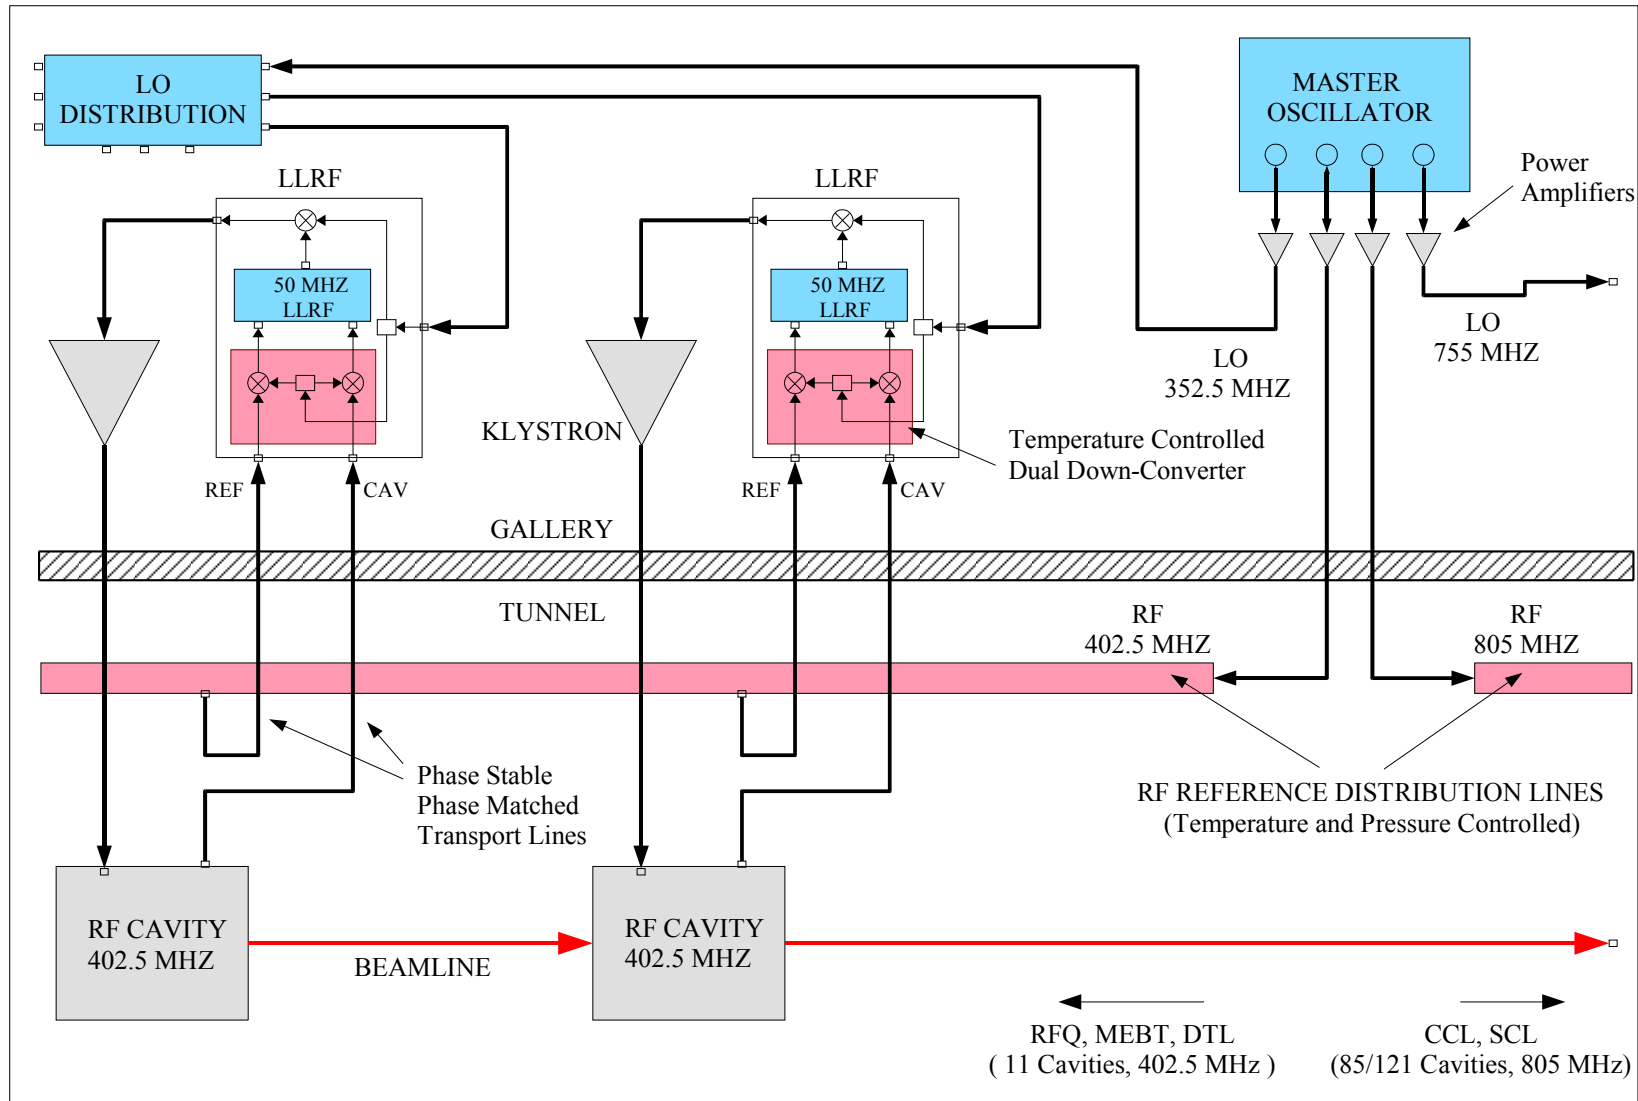 LO
DISTRIBUTION
MASTER
OSCILLATOR
Power
Amplifiers
LLRF
LLRF
50 MHZ
LLRF
50 MHZ
LLRF
LO
755 MHZ
LO
352.5 MHZ
KLYSTRON
Temperature Controlled
Dual Down-Converter
REF
CAV
REF
CAV
GALLERY
TUNNEL
RF
402.5 MHZ
RF
805 MHZ
Phase Stable
Phase Matched
Transport Lines
RF REFERENCE DISTRIBUTION LINES
(Temperature and Pressure Controlled)
RF CAVITY
402.5 MHZ
RF CAVITY
402.5 MHZ
BEAMLINE
RFQ, MEBT, DTL
( 11 Cavities, 402.5 MHz )
CCL, SCL
(85/121 Cavities, 805 MHz)